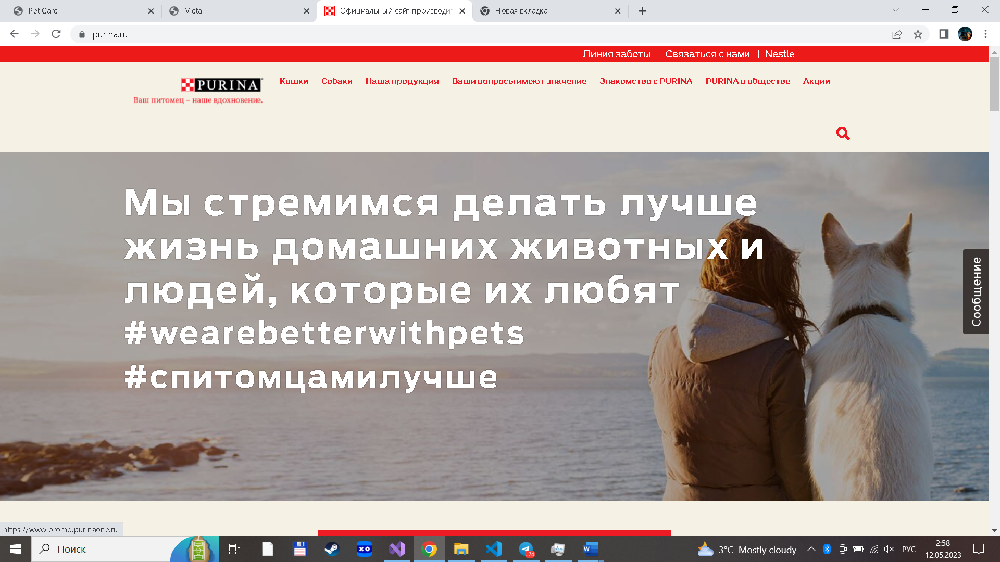 Pet Care
Meta
Официальный сайт производит
Новая вкладка
purina.ru
Линия заботы | Связаться с нами | Nestle
PURINA
Ваш питомец – наше вдохновение.
Кошки Собаки Наша продукция Ваши вопросы имеют значение Знакомство с PURINA PURINA в обществе Акции
Мы стремимся делать лучше
жизнь домашних животных и
людей, которые их любят
#wearebetterwithpets
#спитомцамилучше
Сообщение
https://www.promo.purinaone.ru
Поиск
XO
74
W
3°C Mostly cloudy
РУС
2:58
12.05.2023